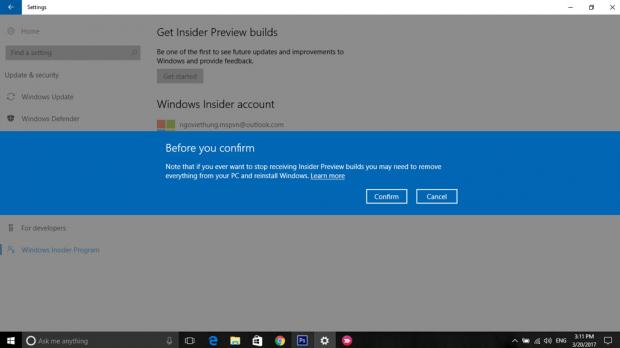 Settings
Home
Find a setting
Update & security
Windows Update
Windows Defender
For developers
Windows Insider Program
Get Insider Preview builds
Be one of the first to see future updates and improvements to
Windows and provide feedback.
Get started
Windows Insider account
ngoviethung.mspvn@outlook.com
Before you confirm
Note that if you ever want to stop receiving Insider Preview builds you may need to remove
everything from your PC and reinstall Windows. Learn more
Confirm
Cancel
Ask me anything
Ps
ENG
3:11 PM
3/20/2017